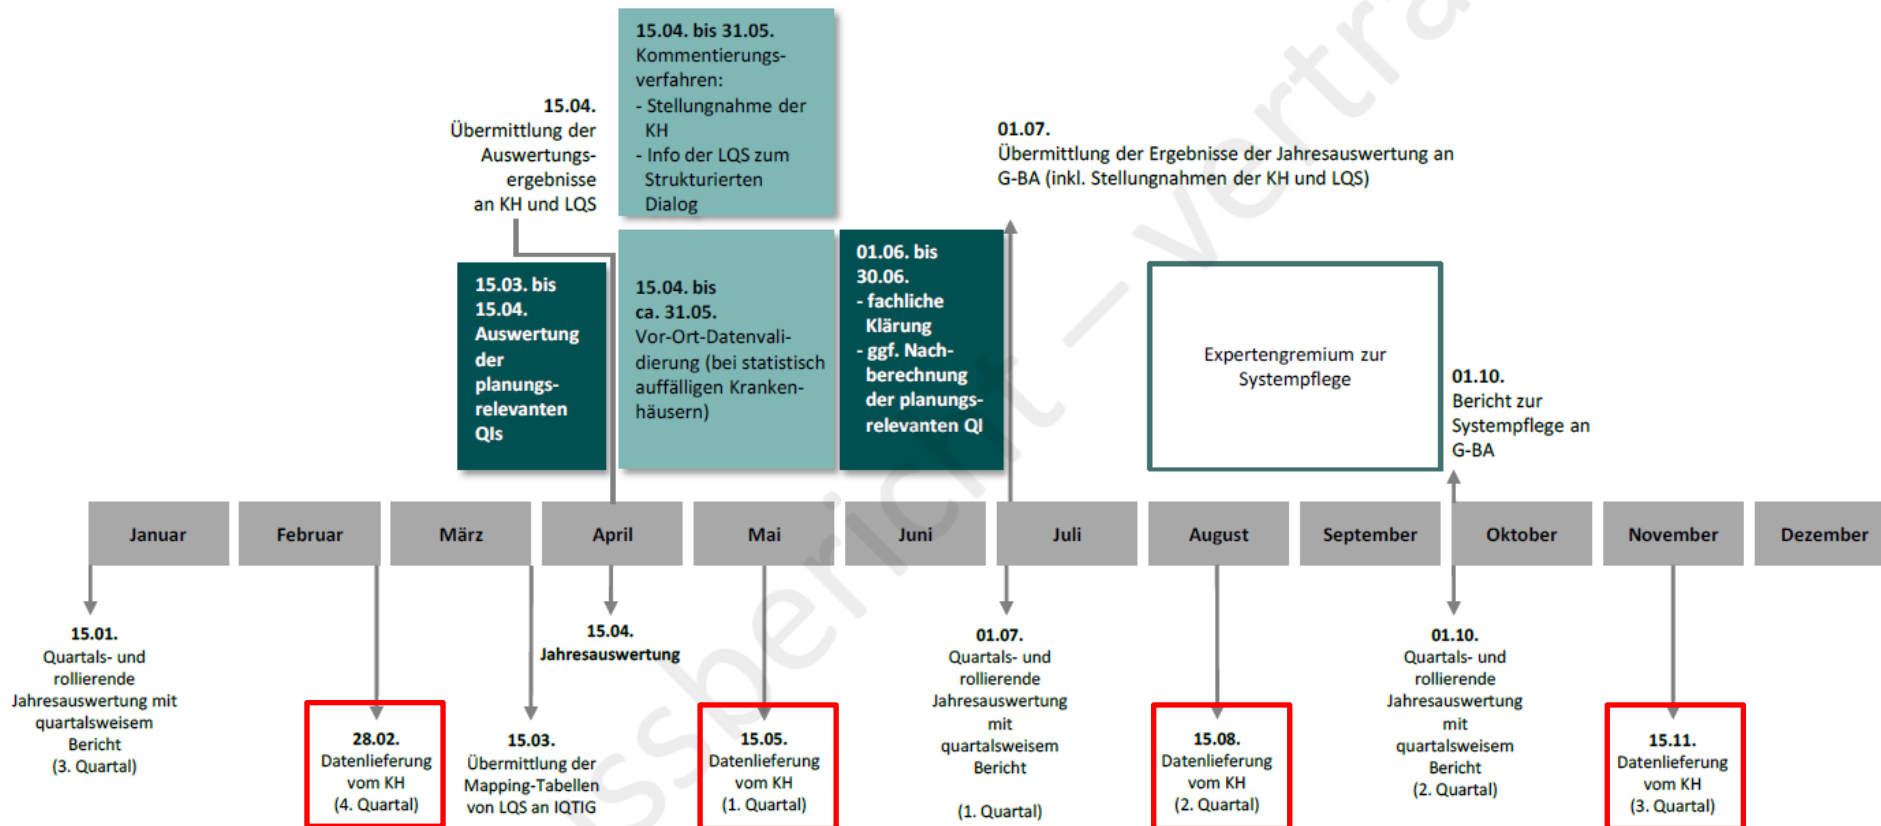 15.04.
Übermittlung der
Auswertungs-
ergebnisse
an KH und LQS
15.04. bis 31.05.
Kommentierungs-
verfahren:
- Stellungnahme der
KH
- Info der LQS zum
Strukturierten
Dialog
01.07.
Übermittlung der Ergebnisse der Jahresauswertung an
G-BA (inkl. Stellungnahmen der KH und LQS)
15.03. bis
15.04.
Auswertung
der
planungs-
relevanten
QIs
15.04. bis
ca. 31.05.
Vor-Ort-Datenvali-
dierung (bei statistisch
auffälligen Kranken-
häusern)
01.06. bis
30.06.
- fachliche
Klärung
- ggf. Nach-
berechnung
der planungs-
relevanten QI
Expertengremium zur
Systempflege
01.10.
Bericht zur
Systempflege an
G-BA
Januar
Februar
März
April
Mai
Juni
Juli
August
September
Oktober
November
Dezember
15.01.
Quartals- und
rollierende
Jahresauswertung mit
quartalsweisem
Bericht
(3. Quartal)
28.02.
Datenlieferung
vom KH
(4. Quartal)
15.03.
Übermittlung der
Mapping-Tabellen
von LQS an IQTIG
15.04.
Jahresauswertung
15.05.
Datenlieferung
vom KH
(1. Quartal)
01.07.
Quartals- und
rollierende
Jahresauswertung
mit
quartalsweisem
Bericht
(1. Quartal)
15.08.
Datenlieferung
vom KH
(2. Quartal)
01.10.
Quartals- und
rollierende
Jahresauswertung
mit
quartalsweisem
Bericht
(2. Quartal)
15.11.
Datenlieferung
vom KH
(3. Quartal)
ssbericht – vertra